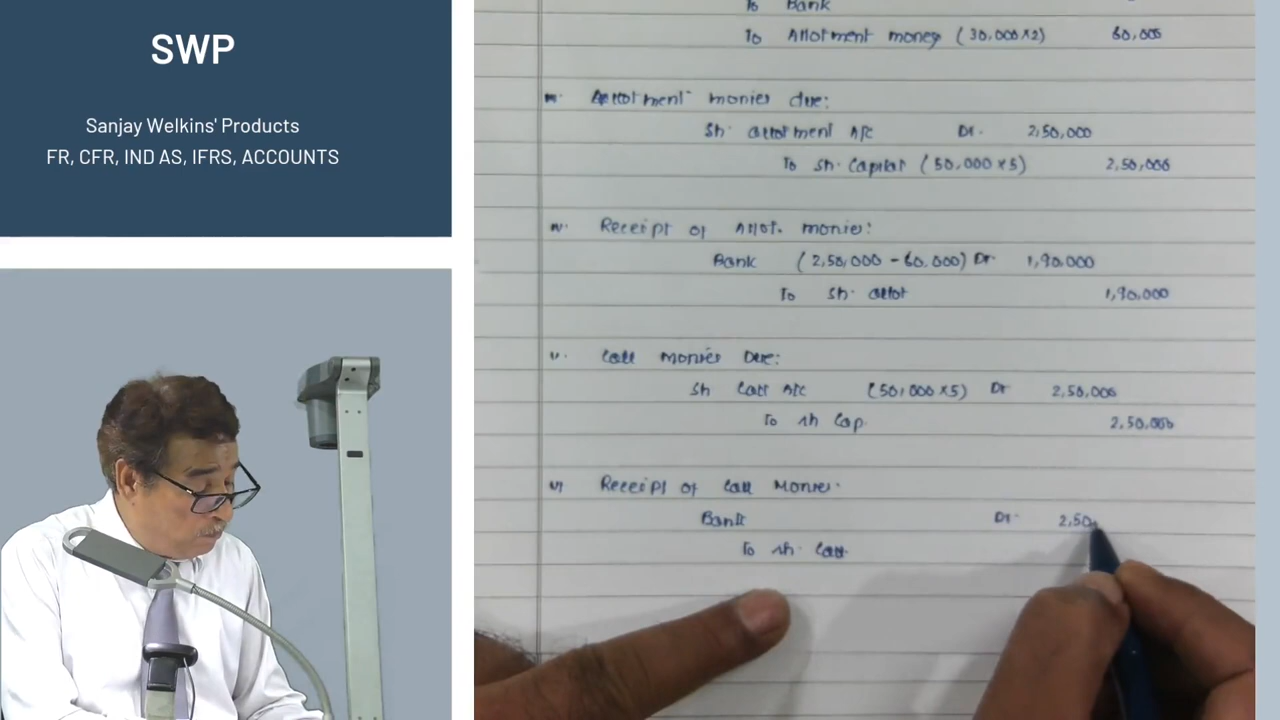 SWP
Sanjay Welkins' Products
FR, CFR, IND AS, IFRS, ACCOUNTS
To Bank
To Allotment money (30,000 x 2) 60,000
III. Allotment monies due:
Sh. allotment A/c Dr. 2,50,000
To Sh. Capital (50,000 x 5) 2,50,000
IV. Receipt of Allot. monies:
Bank (2,50,000 - 60,000) Dr 1,90,000
To Sh. allot 1,90,000
V. Call Monies Due:
Sh Call A/c (50,000 x 5) Dr 2,50,000
To sh Cap. 2,50,000
VI Receipt of Call Monies.
Bank Dr. 2,50
To sh. call